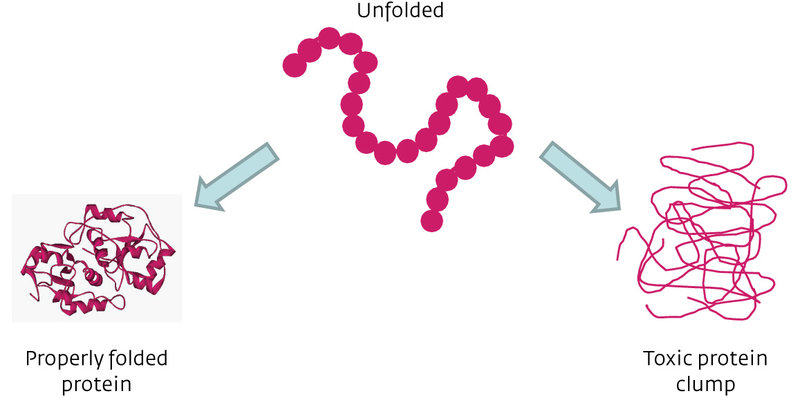 Unfolded
Properly folded
protein
Toxic protein
clump